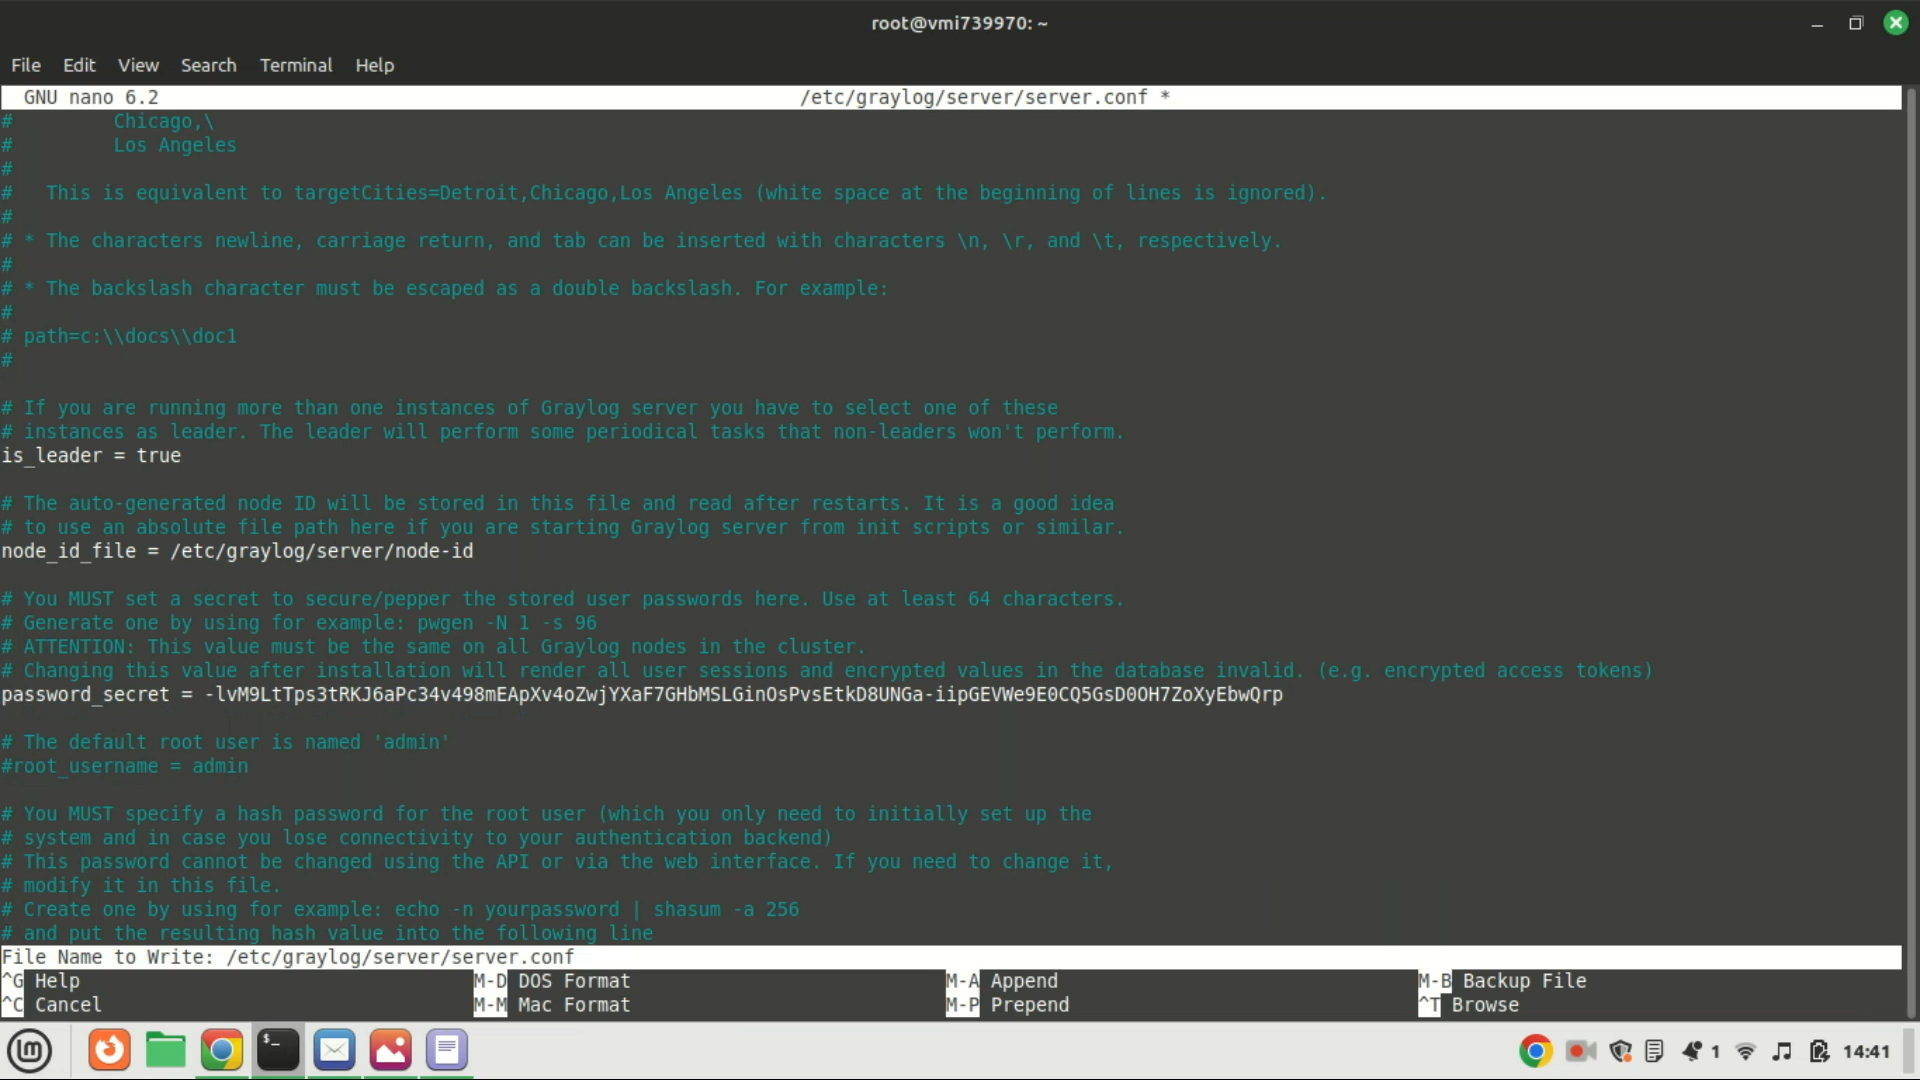 root@vmi739970: ~
File Edit View Search Terminal Help
GNU nano 6.2 /etc/graylog/server/server.conf *
# Chicago,\
# Los Angeles
#
# This is equivalent to targetCities=Detroit,Chicago,Los Angeles (white space at the beginning of lines is ignored).
#
# * The characters newline, carriage return, and tab can be inserted with characters \n, \r, and \t, respectively.
#
# * The backslash character must be escaped as a double backslash. For example:
#
# path=c:\\docs\\doc1
#
# If you are running more than one instances of Graylog server you have to select one of these
# instances as leader. The leader will perform some periodical tasks that non-leaders won't perform.
is_leader = true
# The auto-generated node ID will be stored in this file and read after restarts. It is a good idea
# to use an absolute file path here if you are starting Graylog server from init scripts or similar.
node_id_file = /etc/graylog/server/node-id
# You MUST set a secret to secure/pepper the stored user passwords here. Use at least 64 characters.
# Generate one by using for example: pwgen -N 1 -s 96
# ATTENTION: This value must be the same on all Graylog nodes in the cluster.
# Changing this value after installation will render all user sessions and encrypted values in the database invalid. (e.g. encrypted access tokens)
password_secret = -lvM9LtTps3tRKJ6aPc34v498mEApXv4oZwjYXaF7GHbMSLGinOsPvsEtkD8UNGa-iipGEVWe9E0CQ5GsD0OH7ZoXyEbwQrp
# The default root user is named 'admin'
#root_username = admin
# You MUST specify a hash password for the root user (which you only need to initially set up the
# system and in case you lose connectivity to your authentication backend)
# This password cannot be changed using the API or via the web interface. If you need to change it,
# modify it in this file.
# Create one by using for example: echo -n yourpassword | shasum -a 256
# and put the resulting hash value into the following line
File Name to Write: /etc/graylog/server/server.conf
^G Help M-D DOS Format M-A Append M-B Backup File
^C Cancel M-M Mac Format M-P Prepend ^T Browse
1 14:41